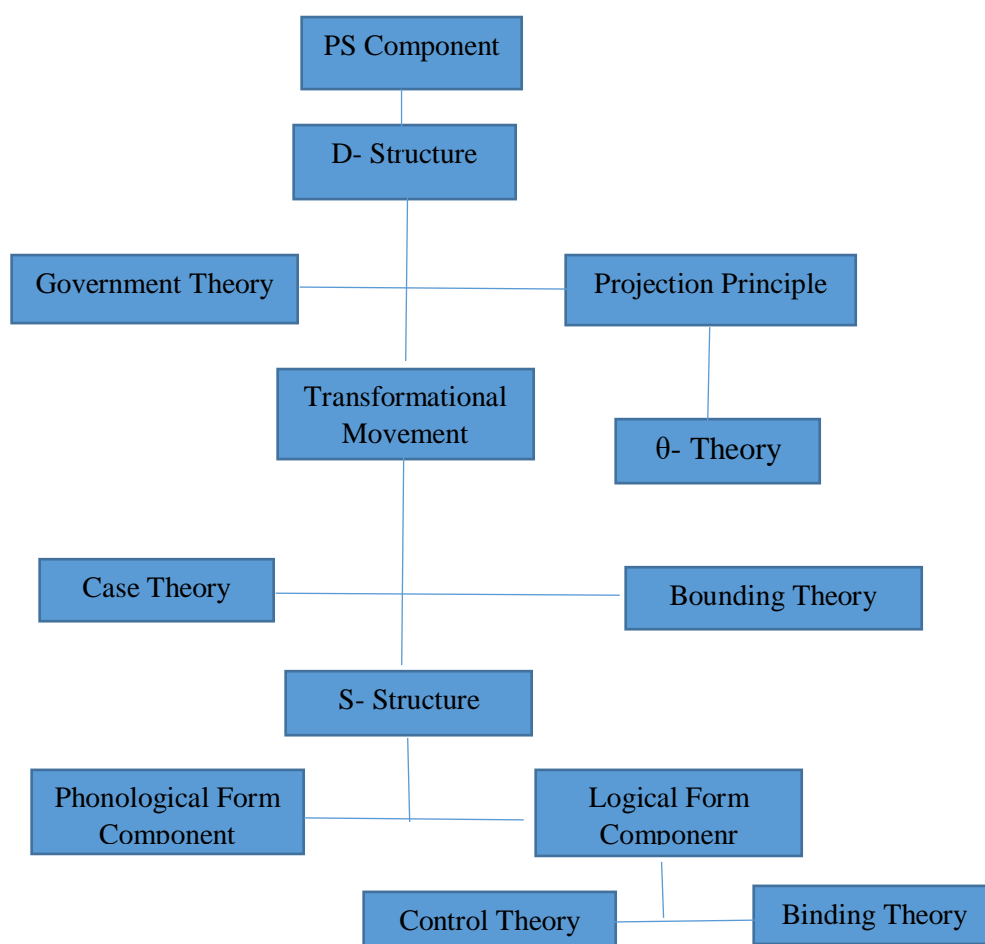 PS Component
D- Structure
Government Theory
Projection Principle
Transformational
Movement
θ- Theory
Case Theory
Bounding Theory
S- Structure
Phonological Form
Component
Logical Form
Componenr
Control Theory
Binding Theory